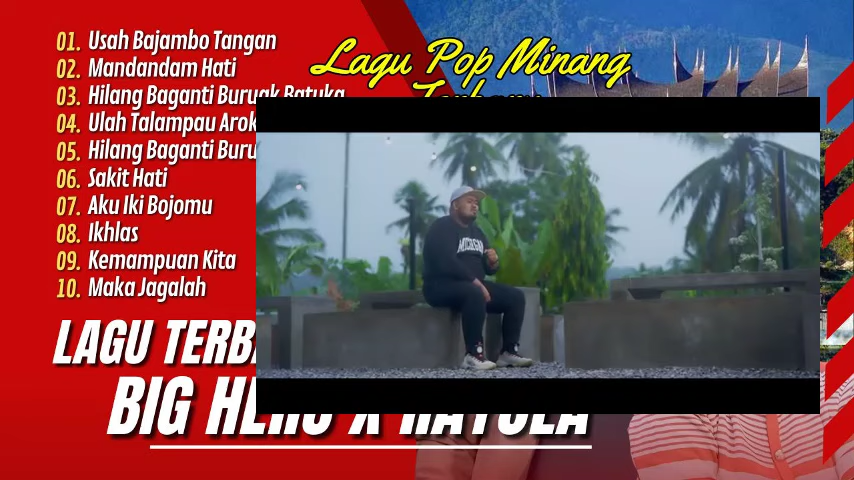 01. Usah Bajambo Tangan
02. Mandandam Hati
03. Hilang Baganti Buruak Batuka
04. Ulah Talampau Arok
05. Hilang Baganti Buru
06. Sakit Hati
07. Aku Iki Bojomu
08. Ikhlas
09. Kemampuan Kita
10. Maka Jagalah
Lagu Pop Minang
LAGU TERB
BIG HERO X RATULA